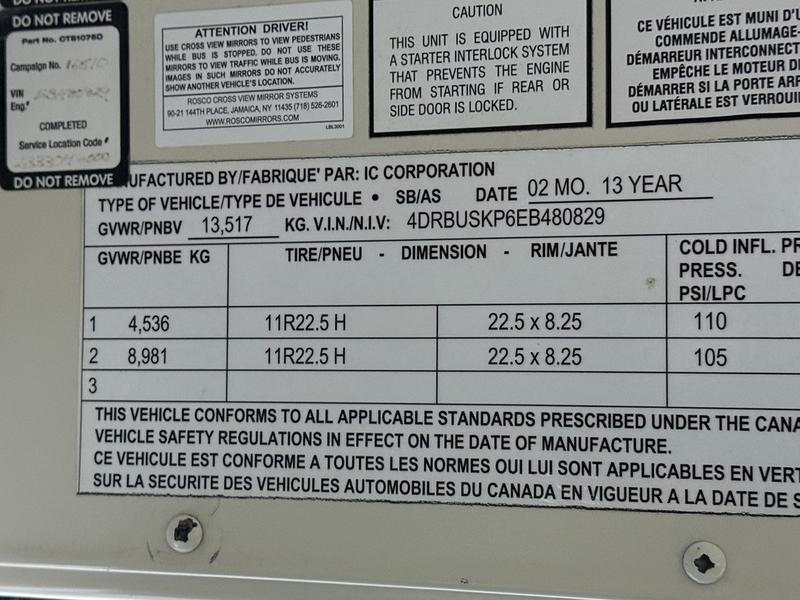 DO NOT REMOVE
DO NOT REMOVE
Part No. CTS1075D
Campaign No.
VIN
Eng.#
COMPLETED
Service Location Code #
DO NOT REMOVE
ATTENTION DRIVER!
USE CROSS VIEW MIRRORS TO VIEW PEDESTRIANS
WHILE BUS IS STOPPED. DO NOT USE THESE
MIRRORS TO VIEW TRAFFIC WHILE BUS IS MOVING.
IMAGES IN SUCH MIRRORS DO NOT ACCURATELY
SHOW ANOTHER VEHICLE'S LOCATION.
ROSCO CROSS VIEW MIRROR SYSTEMS
90-21 144TH PLACE, JAMAICA, NY 11435 (718) 526-2601
WWW.ROSCOMIRRORS.COM
LBL3001
CAUTION
THIS UNIT IS EQUIPPED WITH
A STARTER INTERLOCK SYSTEM
THAT PREVENTS THE ENGINE
FROM STARTING IF REAR OR
SIDE DOOR IS LOCKED.
CE VÉHICULE EST MUNI D'U
COMMENDE ALLUMAGE-
DÉMARREUR INTERCONNECT
EMPÊCHE LE MOTEUR D
DÉMARRER SI LA PORTE ARR
OU LATÉRALE EST VERROUI
NUFACTURED BY/FABRIQUE' PAR: IC CORPORATION
TYPE OF VEHICLE/TYPE DE VEHICULE • SB/AS DATE 02 MO. 13 YEAR
GVWR/PNBV 13,517 KG. V.I.N./N.I.V: 4DRBUSKP6EB480829
GVWR/PNBE KG TIRE/PNEU - DIMENSION - RIM/JANTE COLD INFL. PR
PRESS. DE
PSI/LPC
1 4,536 11R22.5 H 22.5 x 8.25 110
2 8,981 11R22.5 H 22.5 x 8.25 105
3
THIS VEHICLE CONFORMS TO ALL APPLICABLE STANDARDS PRESCRIBED UNDER THE CANA
VEHICLE SAFETY REGULATIONS IN EFFECT ON THE DATE OF MANUFACTURE.
CE VEHICULE EST CONFORME A TOUTES LES NORMES OUI LUI SONT APPLICABLES EN VERT
SUR LA SECURITE DES VEHICULES AUTOMOBILES DU CANADA EN VIGUEUR A LA DATE DE S